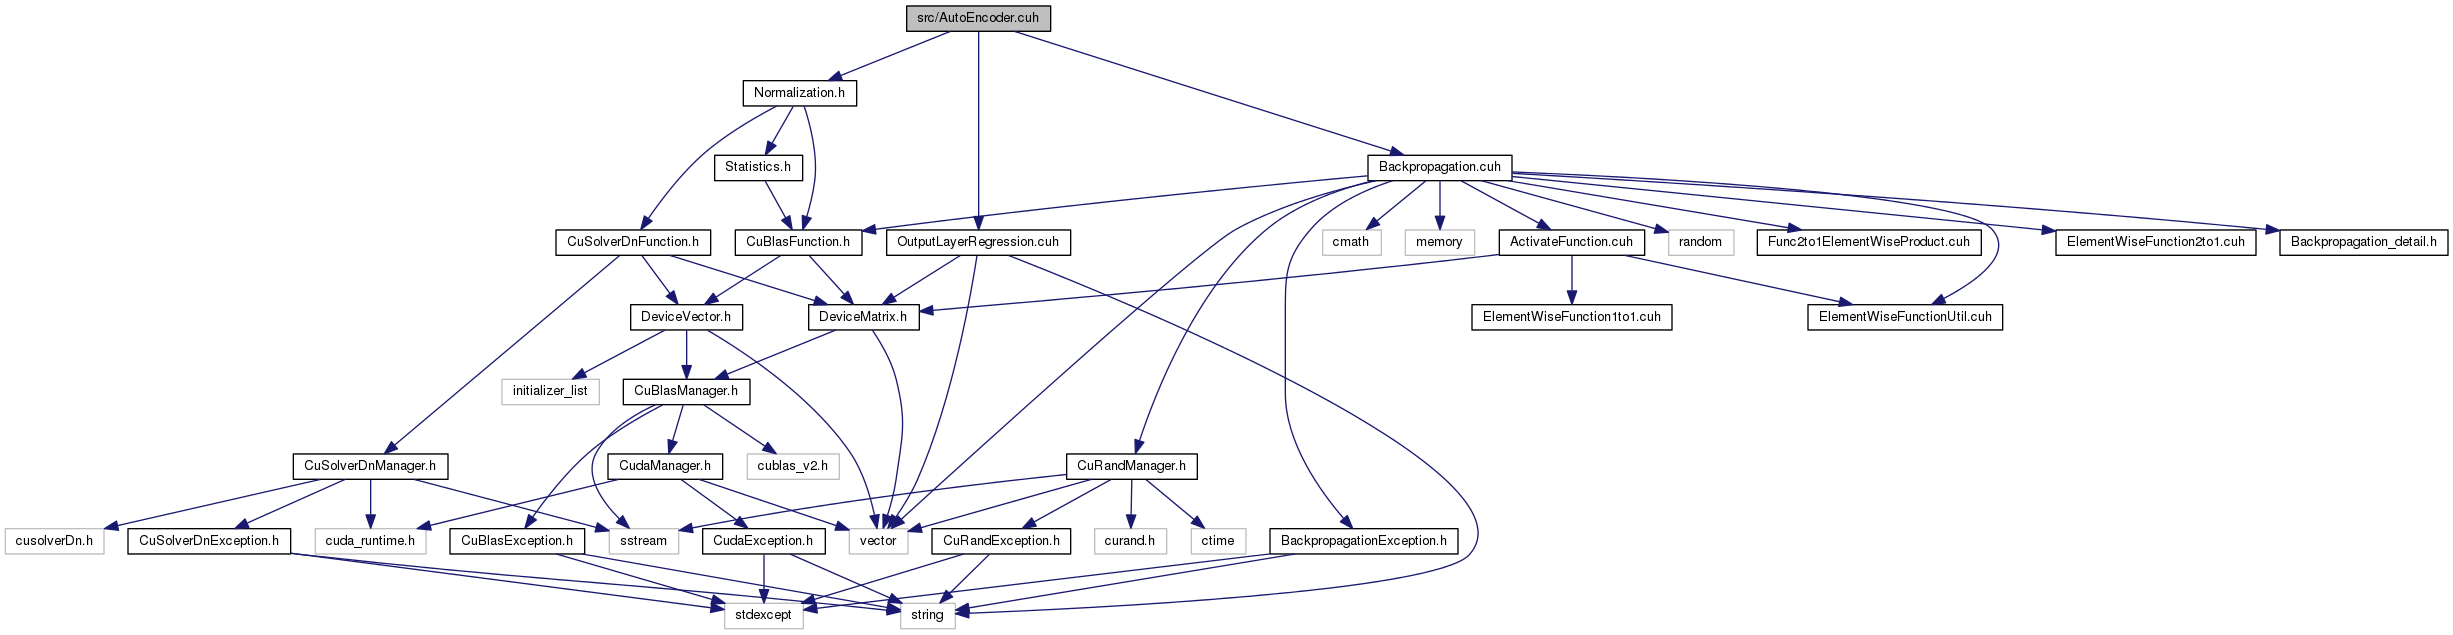 src/AutoEncoder.cuh
Normalization.h
Statistics.h
Backpropagation.cuh
CuSolverDnFunction.h
CuBlasFunction.h
OutputLayerRegression.cuh
cmath
memory
ActivateFunction.cuh
random
Func2to1ElementWiseProduct.cuh
ElementWiseFunction2to1.cuh
Backpropagation_detail.h
DeviceVector.h
DeviceMatrix.h
ElementWiseFunction1to1.cuh
ElementWiseFunctionUtil.cuh
initializer_list
CuBlasManager.h
CuSolverDnManager.h
CudaManager.h
cublas_v2.h
CuRandManager.h
cusolverDn.h
CuSolverDnException.h
cuda_runtime.h
CuBlasException.h
sstream
CudaException.h
vector
CuRandException.h
curand.h
ctime
BackpropagationException.h
stdexcept
string